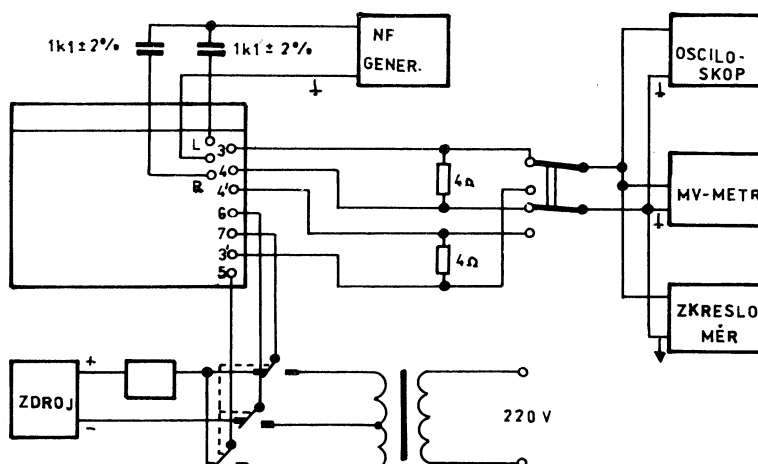 1k1 ± 2%
1k1 ± 2%
NF
GENER.
OSCILO-
SKOP
L
R
3
4
4'
6
7
3'
5
4Ω
4Ω
MV-METR
ZKRESLO
MĚR
ZDROJ
+
-
220 V